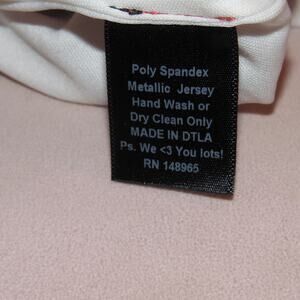 Poly Spandex
Metallic Jersey
Hand Wash or
Dry Clean Only
MADE IN DTLA
Ps. We <3 You lots!
RN 148965